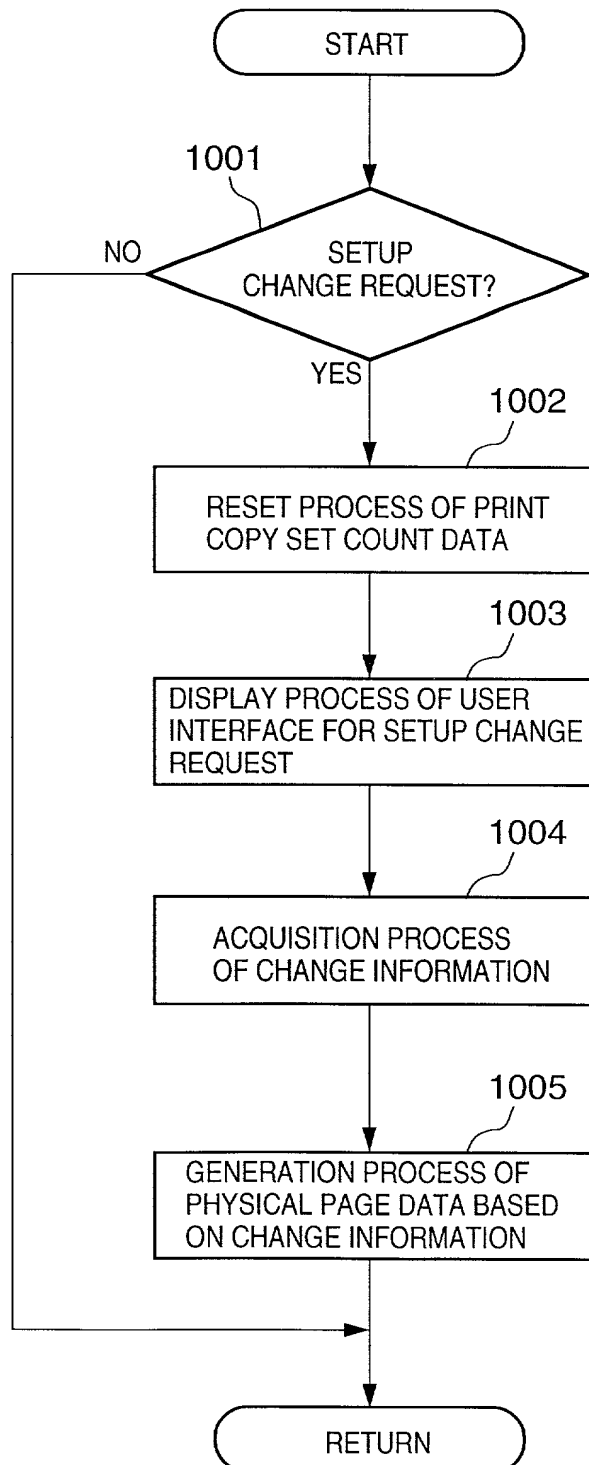 START
1001
NO
SETUP
CHANGE REQUEST?
YES
1002
RESET PROCESS OF PRINT
COPY SET COUNT DATA
1003
DISPLAY PROCESS OF USER
INTERFACE FOR SETUP CHANGE
REQUEST
1004
ACQUISITION PROCESS
OF CHANGE INFORMATION
1005
GENERATION PROCESS OF
PHYSICAL PAGE DATA BASED
ON CHANGE INFORMATION
RETURN